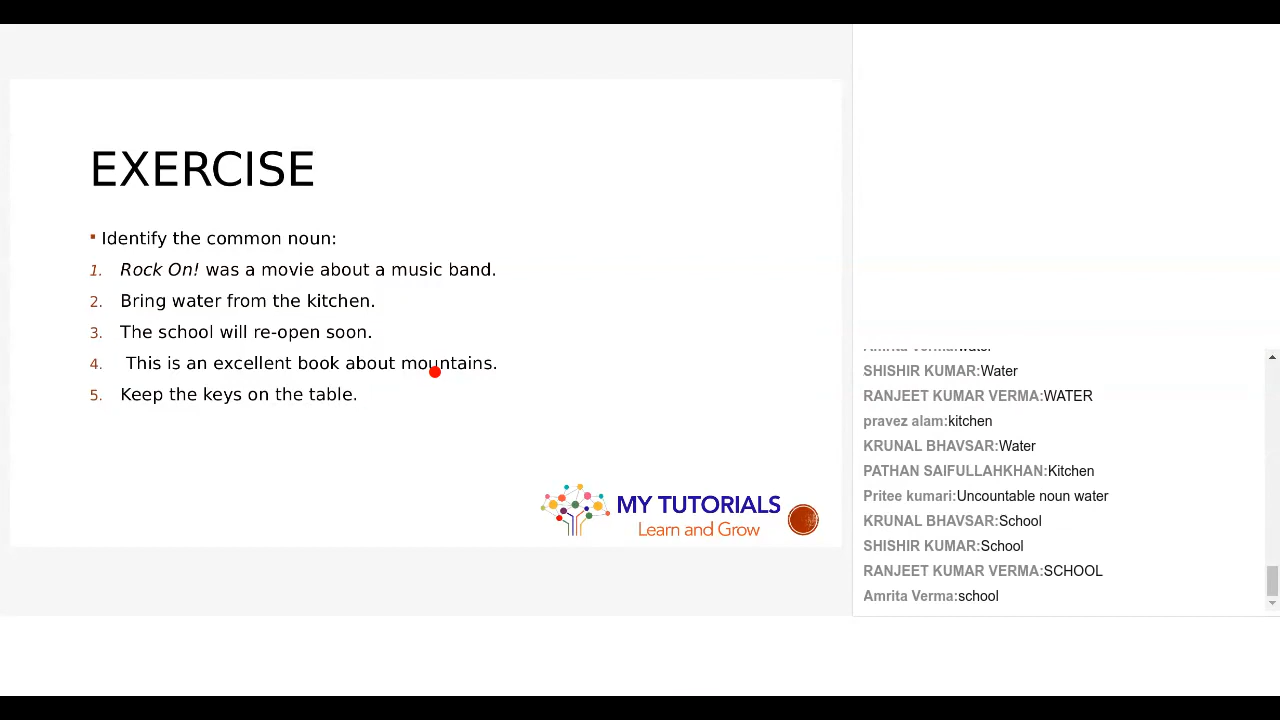 EXERCISE
▪ Identify the common noun:
1. Rock On! was a movie about a music band.
2. Bring water from the kitchen.
3. The school will re-open soon.
4. This is an excellent book about mountains.
5. Keep the keys on the table.
MY TUTORIALS
Learn and Grow
Amrita Verma:water
SHISHIR KUMAR:Water
RANJEET KUMAR VERMA:WATER
pravez alam:kitchen
KRUNAL BHAVSAR:Water
PATHAN SAIFULLAHKHAN:Kitchen
Pritee kumari:Uncountable noun water
KRUNAL BHAVSAR:School
SHISHIR KUMAR:School
RANJEET KUMAR VERMA:SCHOOL
Amrita Verma:school